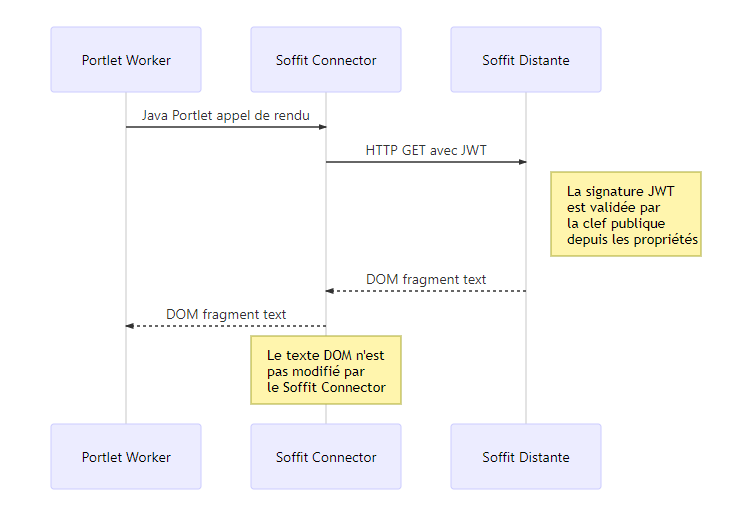 Portlet Worker
Soffit Connector
Soffit Distante
Java Portlet appel de rendu
HTTP GET avec JWT
La signature JWT
est validée par
la clef publique
depuis les propriétés
DOM fragment text
DOM fragment text
Le texte DOM n'est
pas modifié par
le Soffit Connector
Portlet Worker
Soffit Connector
Soffit Distante